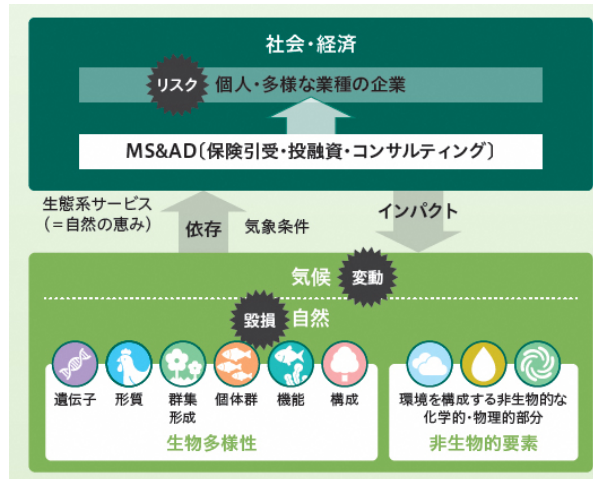 社会・経済
リスク 個人・多様な業種の企業
MS&AD〔保険引受・投融資・コンサルティング〕
生態系サービス
(＝自然の恵み)
依存
気象条件
インパクト
気候 変動
毀損 自然
遺伝子
形質
群集
形成
個体群
機能
構成
生物多様性
環境を構成する非生物的な
化学的・物理的部分
非生物的要素